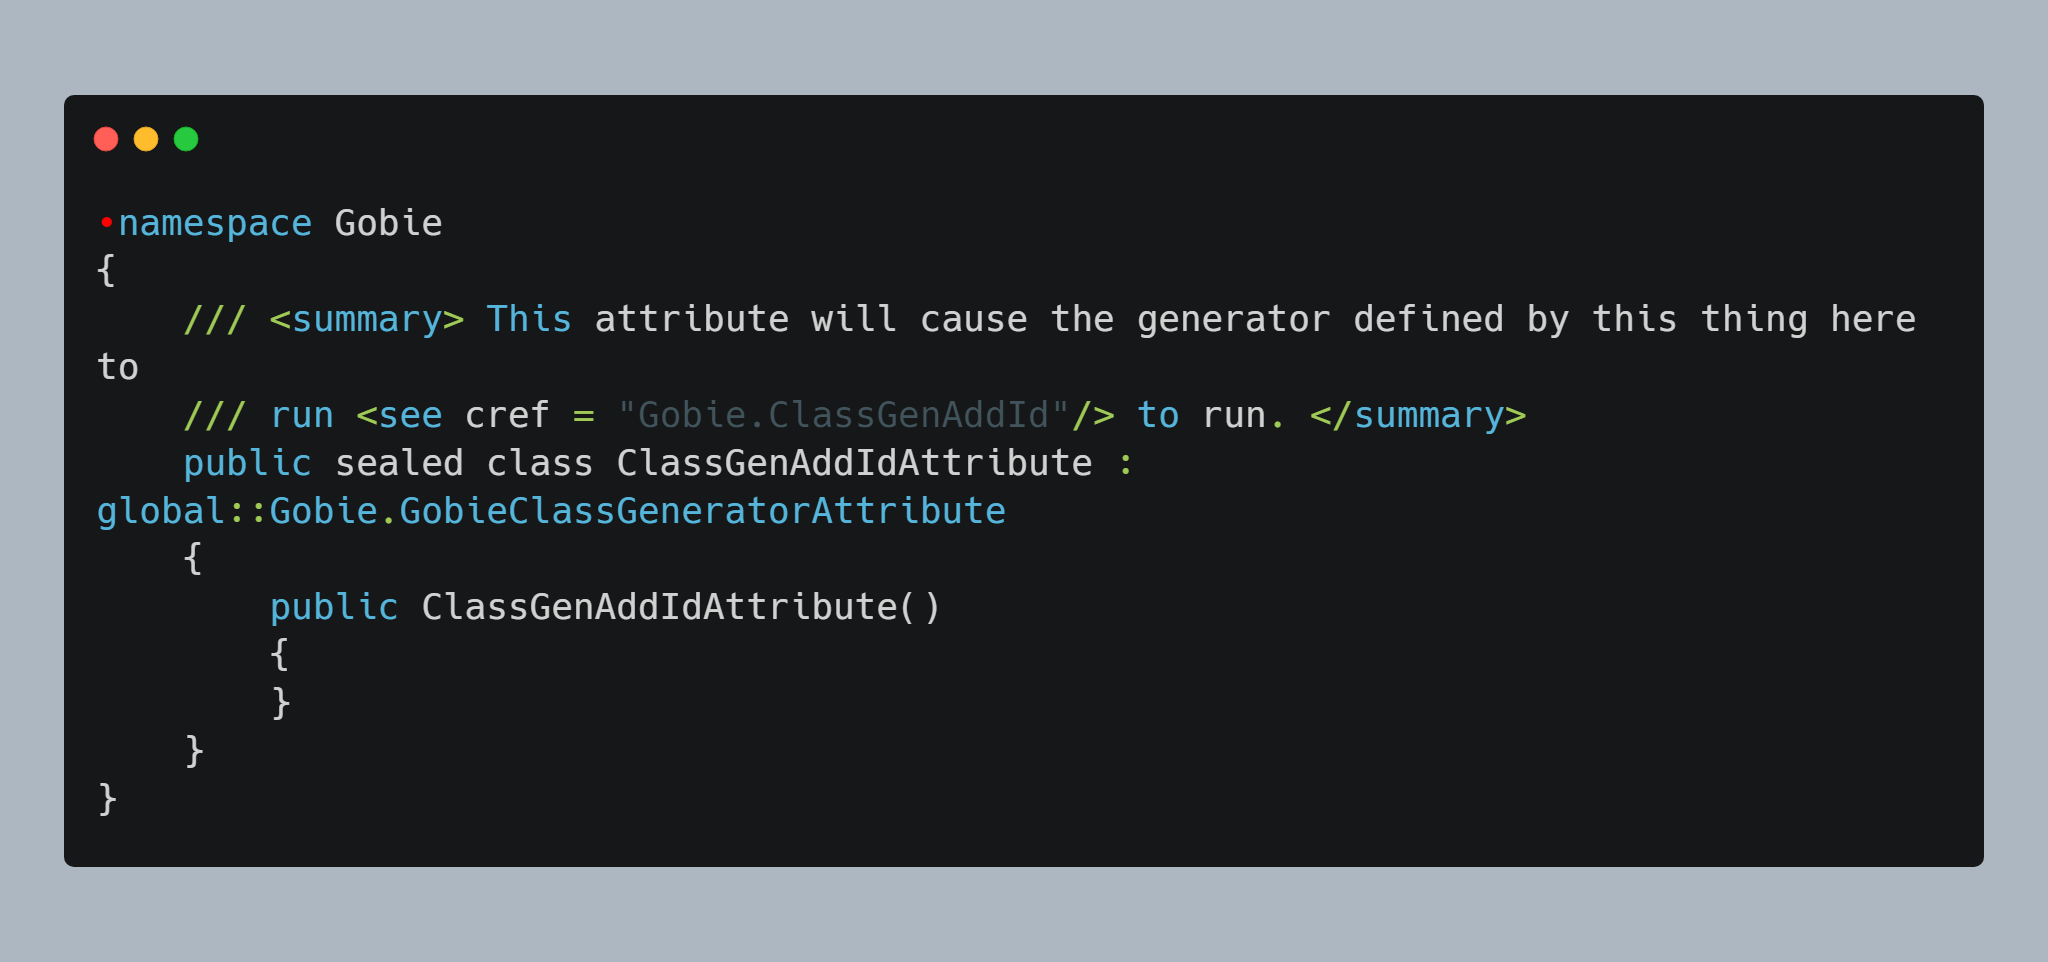 •namespace Gobie
{
    /// <summary> This attribute will cause the generator defined by this thing here
to
    /// run <see cref = "Gobie.ClassGenAddId"/> to run. </summary>
    public sealed class ClassGenAddIdAttribute :
global::Gobie.GobieClassGeneratorAttribute
    {
        public ClassGenAddIdAttribute()
        {
        }
    }
}